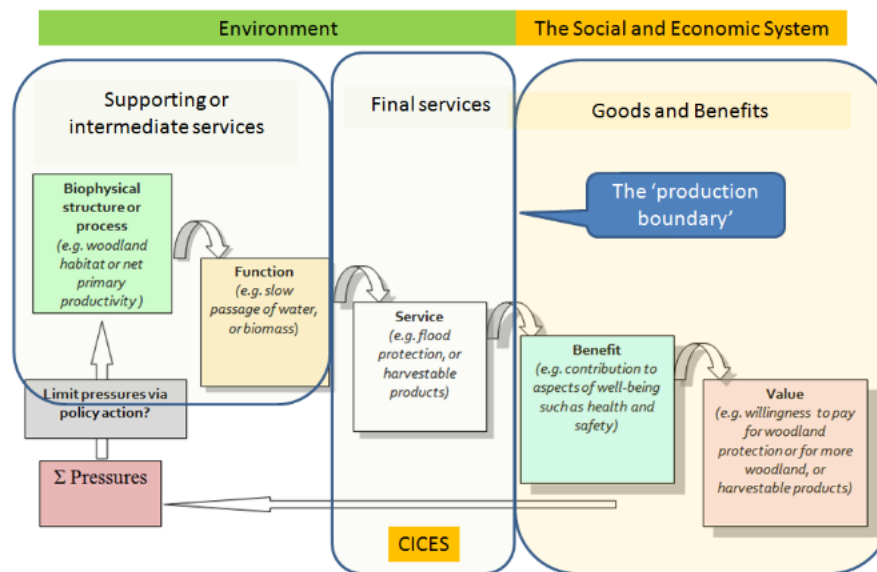 Environment
The Social and Economic System
Supporting or
intermediate services
Final services
Goods and Benefits
The ‘production
boundary’
Biophysical
structure or
process
(e.g. woodland
habitat or net
primary
productivity )
Function
(e.g. slow
passage of water,
or biomass)
Service
(e.g. flood
protection, or
harvestable
products)
Benefit
(e.g. contribution to
aspects of well-being
such as health and
safety)
Value
(e.g. willingness to pay
for woodland
protection or for more
woodland, or
harvestable products)
Limit pressures via
policy action?
Σ Pressures
CICES